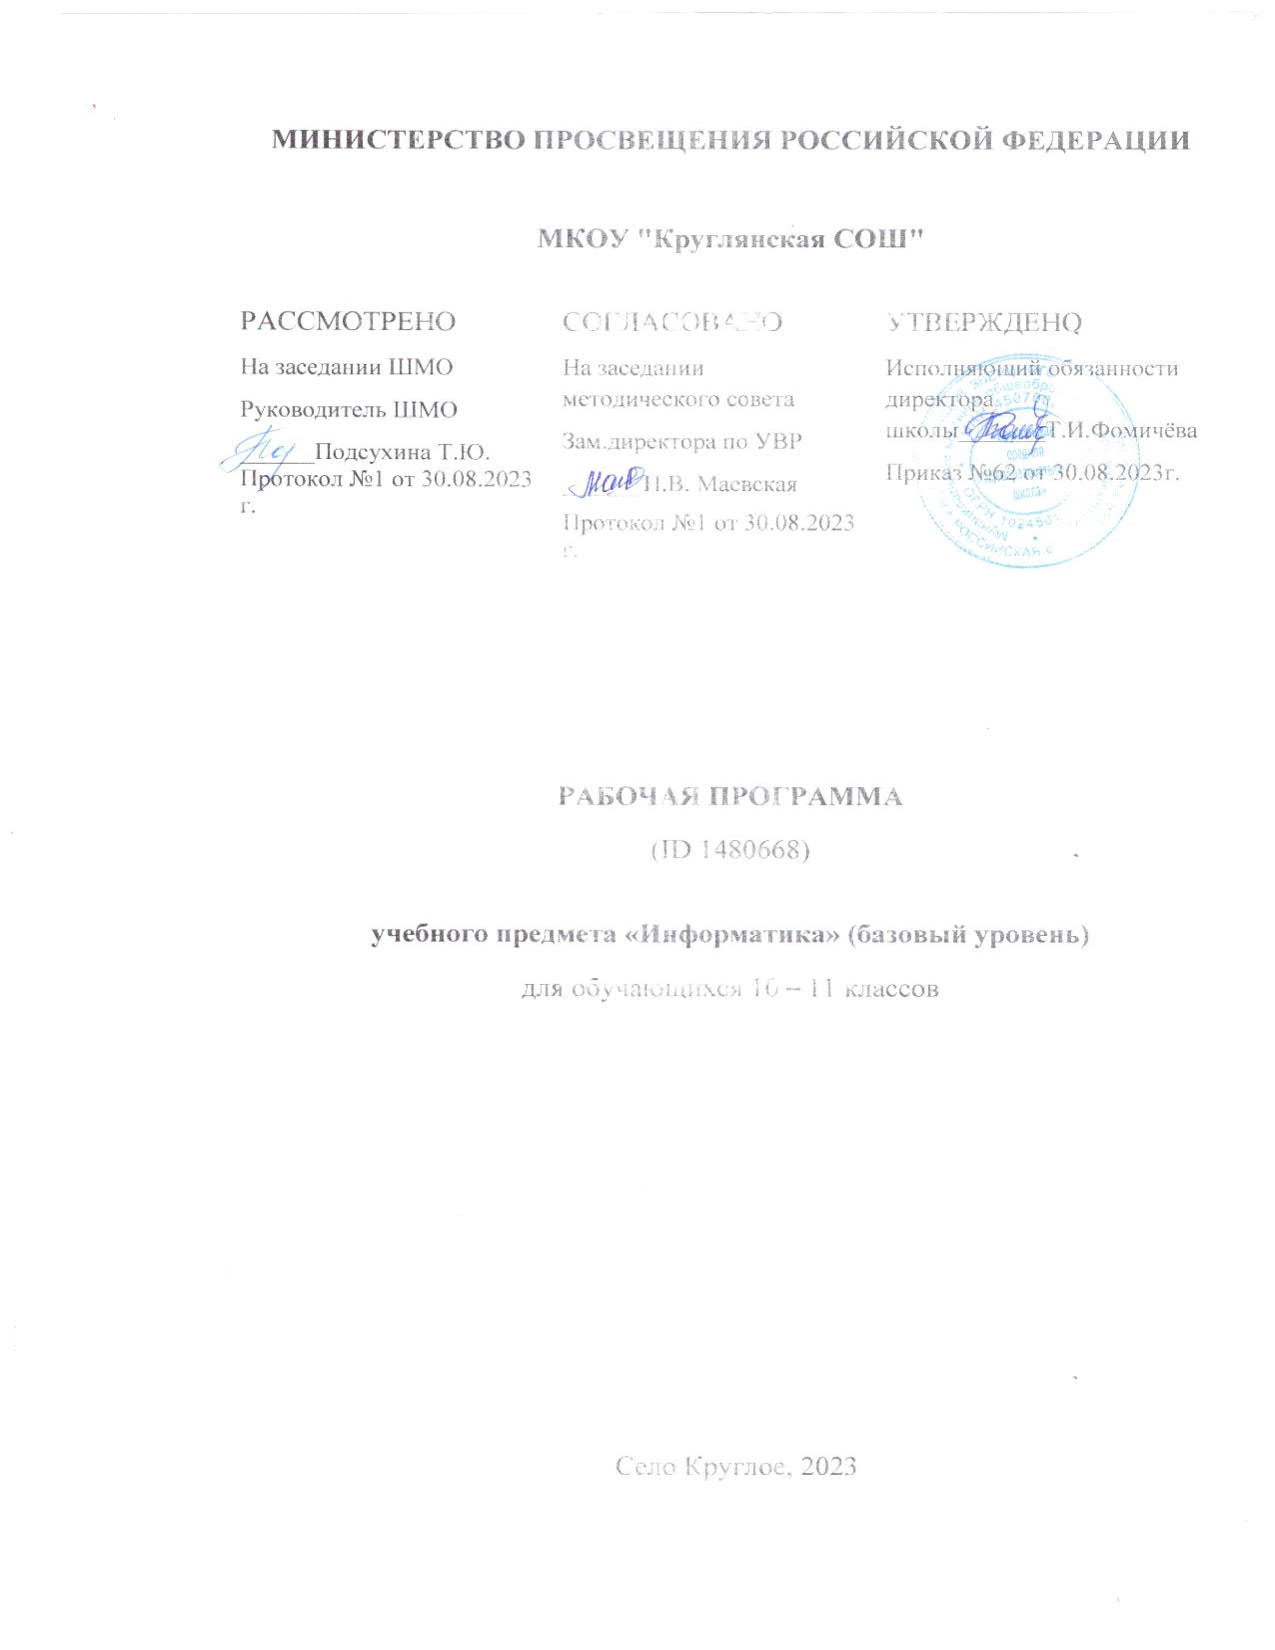 МИНИСТЕРСТВО ПРОСВЕЩЕНИЯ РОССИЙСКОЙ ФЕДЕРАЦИИ
МКОУ "Круглянская СОШ"
РАССМОТРЕНО
На заседании ШМО
Руководитель ШМО
______Подсухина Т.Ю.
Протокол №1 от 30.08.2023
г.
СОГЛАСОВАНО
На заседании
методического совета
Зам.директора по УВР
Н.В. Маевская
Протокол №1 от 30.08.2023
г.
УТВЕРЖДЕНО
Исполняющий обязанности
директора
школы______Т.И.Фомичёва
Приказ №62 от 30.08.2023г.
РОССИЙСКАЯ
РАБОЧАЯ ПРОГРАММА
(ID 1480668)
учебного предмета «Информатика» (базовый уровень)
для обучающихся 10 – 11 классов
Село Круглое, 2023